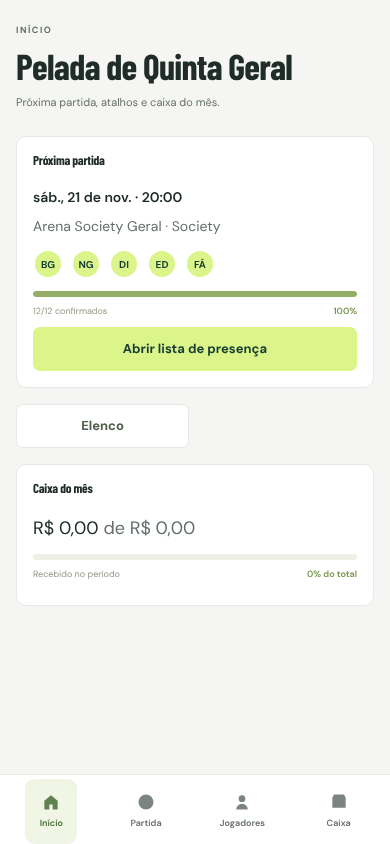 INÍCIO
Pelada de Quinta Geral
Próxima partida, atalhos e caixa do mês.
Próxima partida
sáb., 21 de nov. · 20:00
Arena Society Geral · Society
BG NG DI ED FÁ
12/12 confirmados 100%
Abrir lista de presença
Elenco
Caixa do mês
R$ 0,00 de R$ 0,00
Recebido no período 0% do total
Início Partida Jogadores Caixa